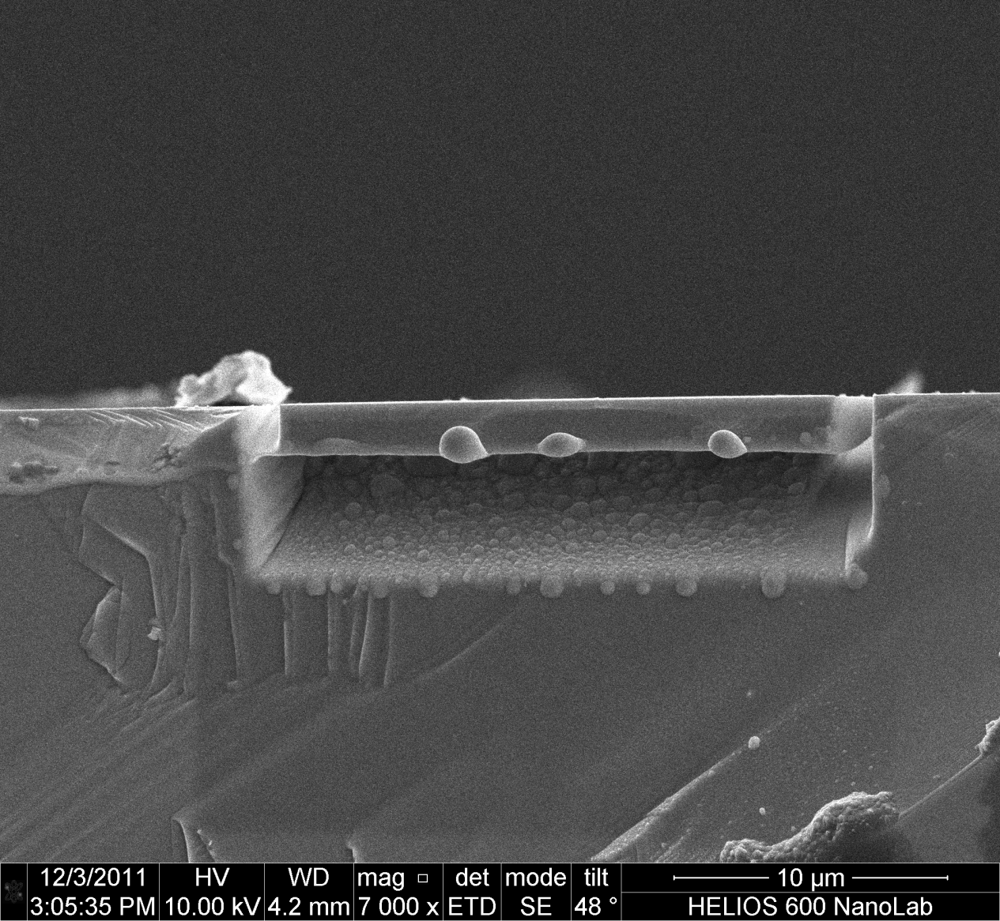 12/3/2011 HV WD mag det mode tilt 10 µm
3:05:35 PM 10.00 kV 4.2 mm 7 000 x ETD SE 48 ° HELIOS 600 NanoLab